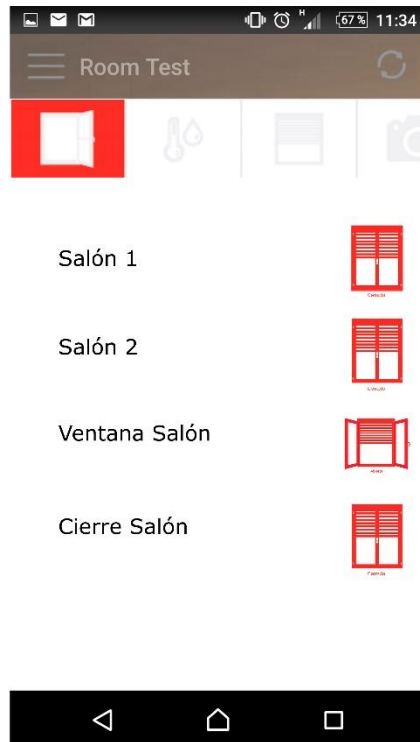 H 67% 11:34
Room Test
Salón 1
Salón 2
Ventana Salón
Cierre Salón